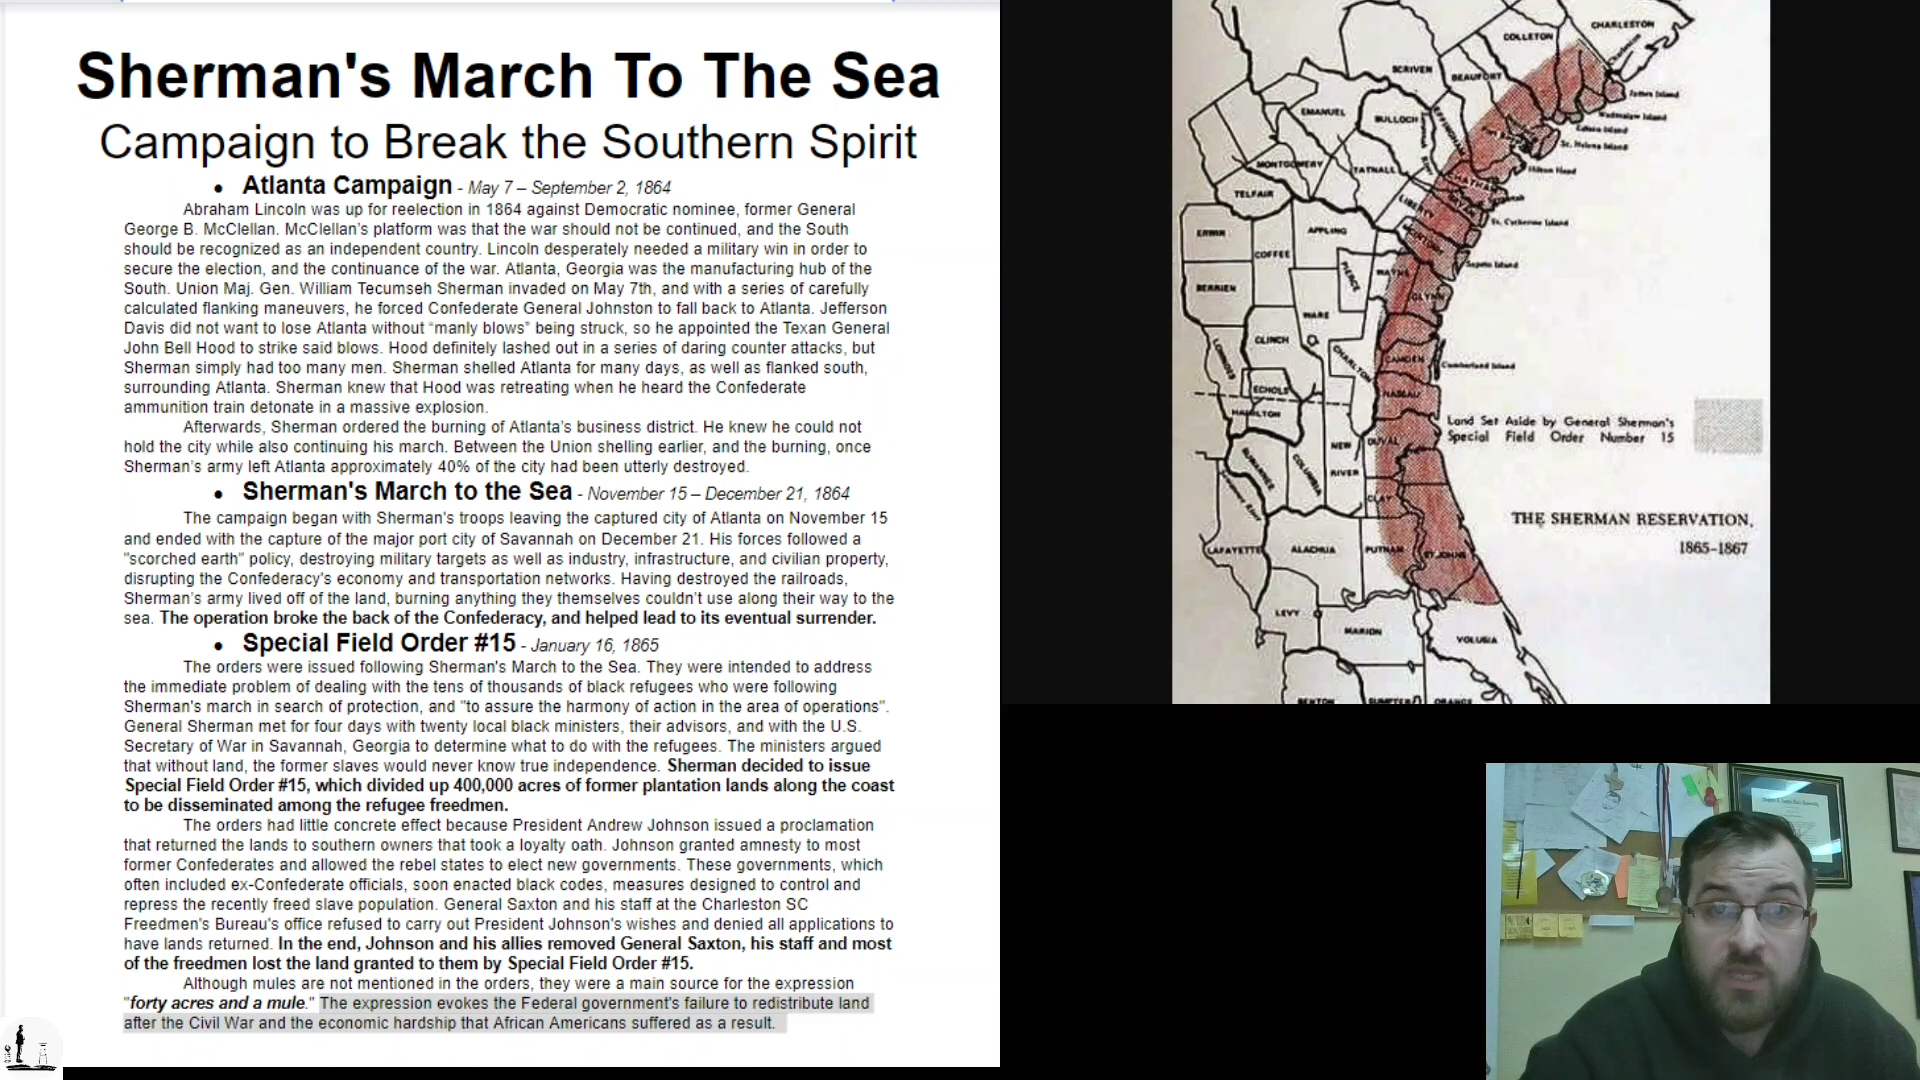 Sherman's March To The Sea
Campaign to Break the Southern Spirit
• Atlanta Campaign - May 7 – September 2, 1864
Abraham Lincoln was up for reelection in 1864 against Democratic nominee, former General
George B. McClellan. McClellan's platform was that the war should not be continued, and the South
should be recognized as an independent country. Lincoln desperately needed a military win in order to
secure the election, and the continuance of the war. Atlanta, Georgia was the manufacturing hub of the
South. Union Maj. Gen. William Tecumseh Sherman invaded on May 7th, and with a series of carefully
calculated flanking maneuvers, he forced Confederate General Johnston to fall back to Atlanta. Jefferson
Davis did not want to lose Atlanta without “manly blows” being struck, so he appointed the Texan General
John Bell Hood to strike said blows. Hood definitely lashed out in a series of daring counter attacks, but
Sherman simply had too many men. Sherman shelled Atlanta for many days, as well as flanked south,
surrounding Atlanta. Sherman knew that Hood was retreating when he heard the Confederate
ammunition train detonate in a massive explosion.
Afterwards, Sherman ordered the burning of Atlanta's business district. He knew he could not
hold the city while also continuing his march. Between the Union shelling earlier, and the burning, once
Sherman's army left Atlanta approximately 40% of the city had been utterly destroyed.
• Sherman's March to the Sea - November 15 – December 21, 1864
The campaign began with Sherman's troops leaving the captured city of Atlanta on November 15
and ended with the capture of the major port city of Savannah on December 21. His forces followed a
"scorched earth" policy, destroying military targets as well as industry, infrastructure, and civilian property,
disrupting the Confederacy's economy and transportation networks. Having destroyed the railroads,
Sherman's army lived off of the land, burning anything they themselves couldn't use along their way to the
sea. The operation broke the back of the Confederacy, and helped lead to its eventual surrender.
• Special Field Order #15 - January 16, 1865
The orders were issued following Sherman's March to the Sea. They were intended to address
the immediate problem of dealing with the tens of thousands of black refugees who were following
Sherman's march in search of protection, and "to assure the harmony of action in the area of operations".
General Sherman met for four days with twenty local black ministers, their advisors, and with the U.S.
Secretary of War in Savannah, Georgia to determine what to do with the refugees. The ministers argued
that without land, the former slaves would never know true independence. Sherman decided to issue
Special Field Order #15, which divided up 400,000 acres of former plantation lands along the coast
to be disseminated among the refugee freedmen.
The orders had little concrete effect because President Andrew Johnson issued a proclamation
that returned the lands to southern owners that took a loyalty oath. Johnson granted amnesty to most
former Confederates and allowed the rebel states to elect new governments. These governments, which
often included ex-Confederate officials, soon enacted black codes, measures designed to control and
repress the recently freed slave population. General Saxton and his staff at the Charleston SC
Freedmen's Bureau's office refused to carry out President Johnson's wishes and denied all applications to
have lands returned. In the end, Johnson and his allies removed General Saxton, his staff and most
of the freedmen lost the land granted to them by Special Field Order #15.
Although mules are not mentioned in the orders, they were a main source for the expression
"forty acres and a mule." The expression evokes the Federal government's failure to redistribute land
after the Civil War and the economic hardship that African Americans suffered as a result.
CHARLESTON
COLLETON
SCRIVEN
BEAUFORT
James Island
EMANUEL
BULLOCH
EFFINGHAM
Wadmalaw Island
Edisto Island
St. Helena Island
MONTGOMERY
TATNALL
Hilton Head
CHATHAM
TELFAIR
LIBERTY
BRYAN
St. Catherine Island
ERWIN
APPLING
McINTOSH
COFFEE
Sapelo Island
PIERCE
WAYNE
BERRIEN
GLYNN
WARE
CLINCH
LOWNDES
CHARLTON
CAMDEN
Cumberland Island
ECHOLS
NASSAU
HAMILTON
Land Set Aside by General Sherman's
Special Field Order Number 15
NEW
DUVAL
RIVER
SUWANNEE
COLUMBIA
CLAY
THE SHERMAN RESERVATION,
1865–1867
LAFAYETTE
ALACHUA
PUTNAM
ST. JOHNS
LEVY
MARION
VOLUSIA
BENTON
SUMPTER
ORANGE